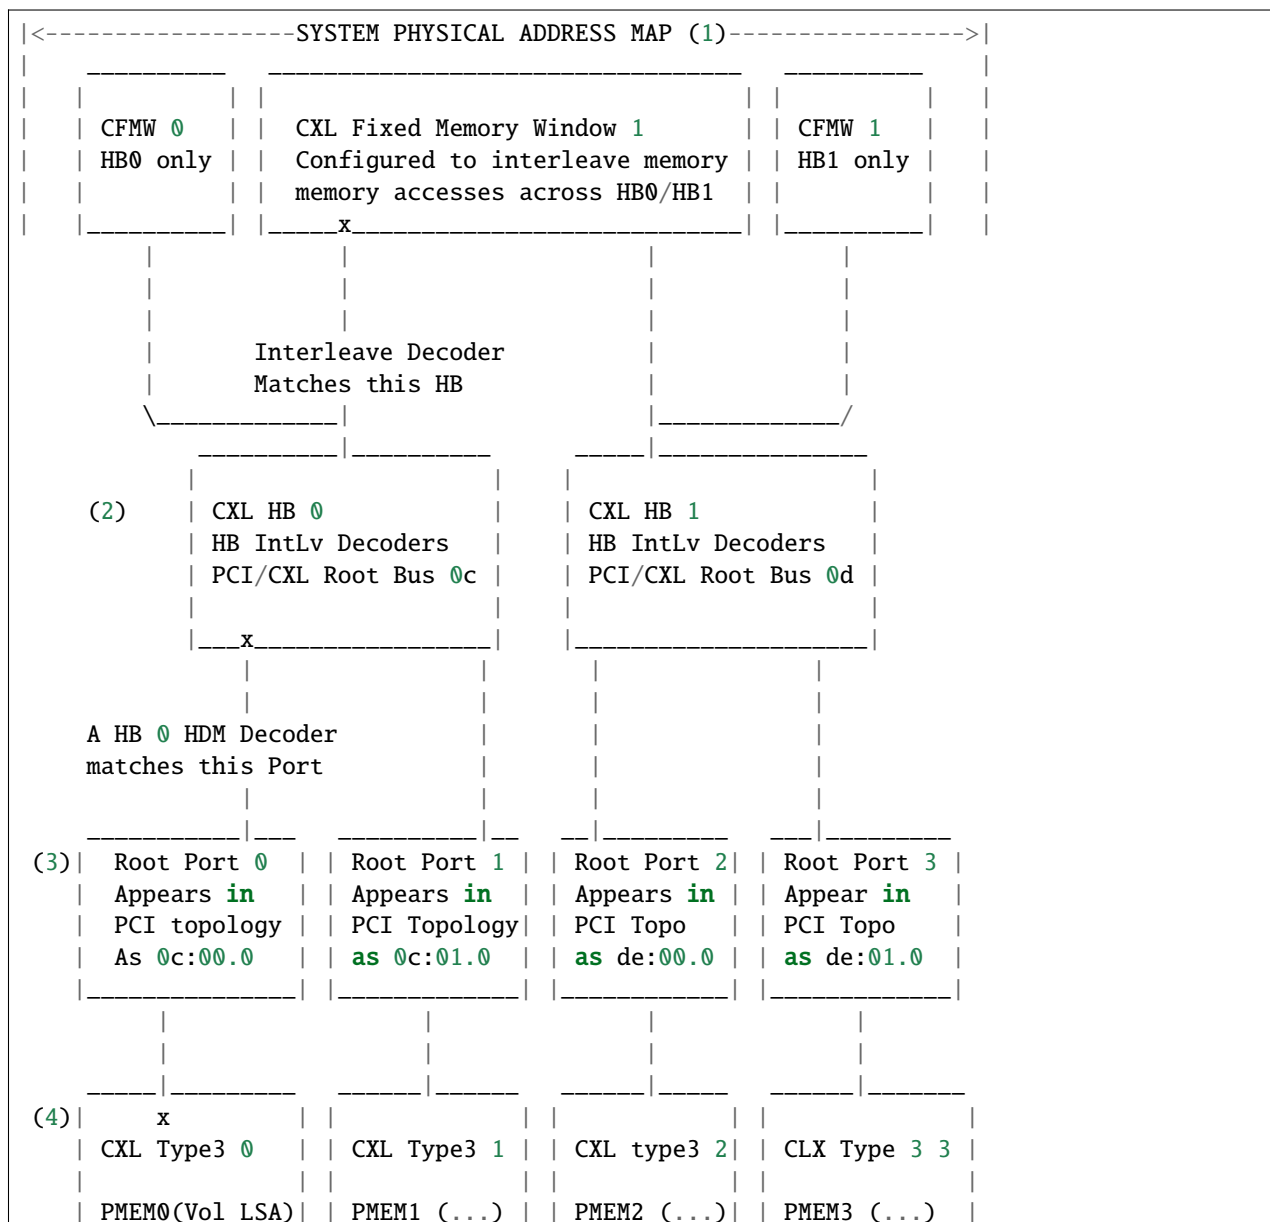 |<------------------SYSTEM PHYSICAL ADDRESS MAP (1)----------------->|
CFMW 0 CXL Fixed Memory Window 1 CFMW 1
HB0 only Configured to interleave memory HB1 only
memory accesses across HB0/HB1
x
Interleave Decoder
Matches this HB
(2) CXL HB 0 CXL HB 1
HB IntLv Decoders HB IntLv Decoders
PCI/CXL Root Bus 0c PCI/CXL Root Bus 0d
x
A HB 0 HDM Decoder
matches this Port
(3) Root Port 0 Root Port 1 Root Port 2 Root Port 3
Appears in Appears in Appears in Appear in
PCI topology PCI Topology PCI Topo PCI Topo
As 0c:00.0 as 0c:01.0 as de:00.0 as de:01.0
(4) x
CXL Type3 0 CXL Type3 1 CXL type3 2 CLX Type 3 3
PMEM0(Vol LSA) PMEM1 (...) PMEM2 (...) PMEM3 (...)